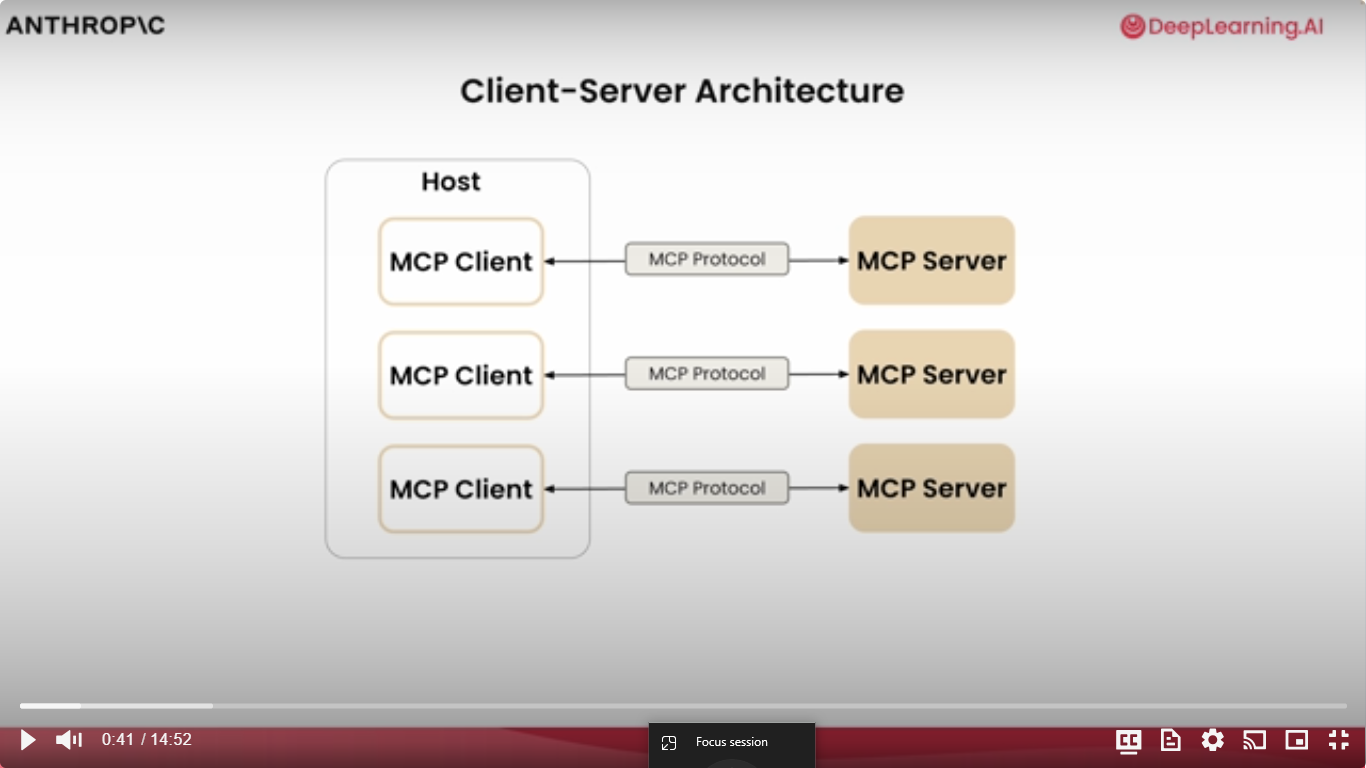 ANTHROP\C
DeepLearning.AI
Client-Server Architecture
Host
MCP Client
MCP Protocol
MCP Server
MCP Client
MCP Protocol
MCP Server
MCP Client
MCP Protocol
MCP Server
0:41 / 14:52
Focus session
CC